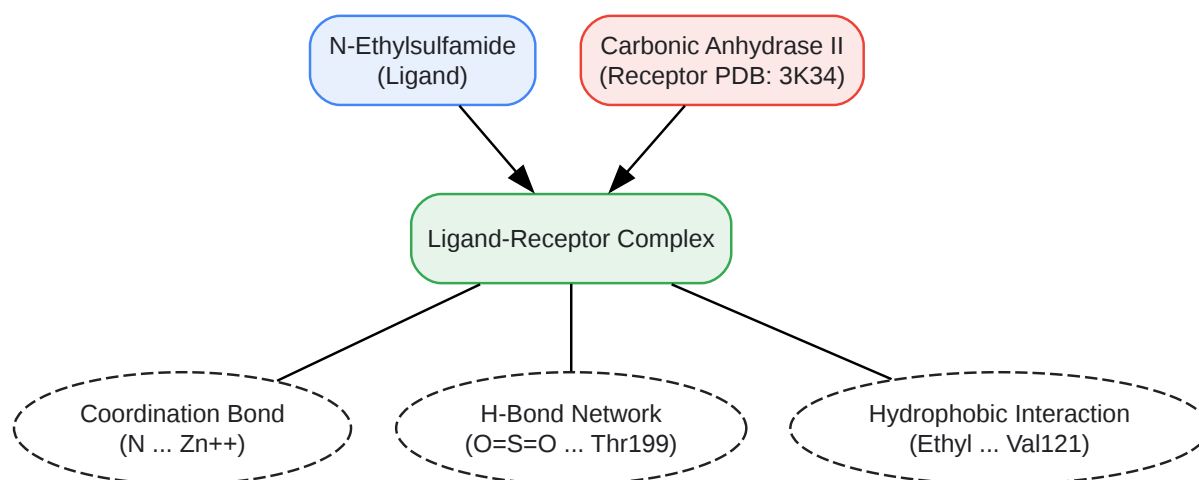 N-Ethylsulfamide
(Ligand)
Carbonic Anhydrase II
(Receptor PDB: 3K34)
Ligand-Receptor Complex
Coordination Bond
(N ... Zn++)
H-Bond Network
(O=S=O ... Thr199)
Hydrophobic Interaction
(Ethyl ... Val121)